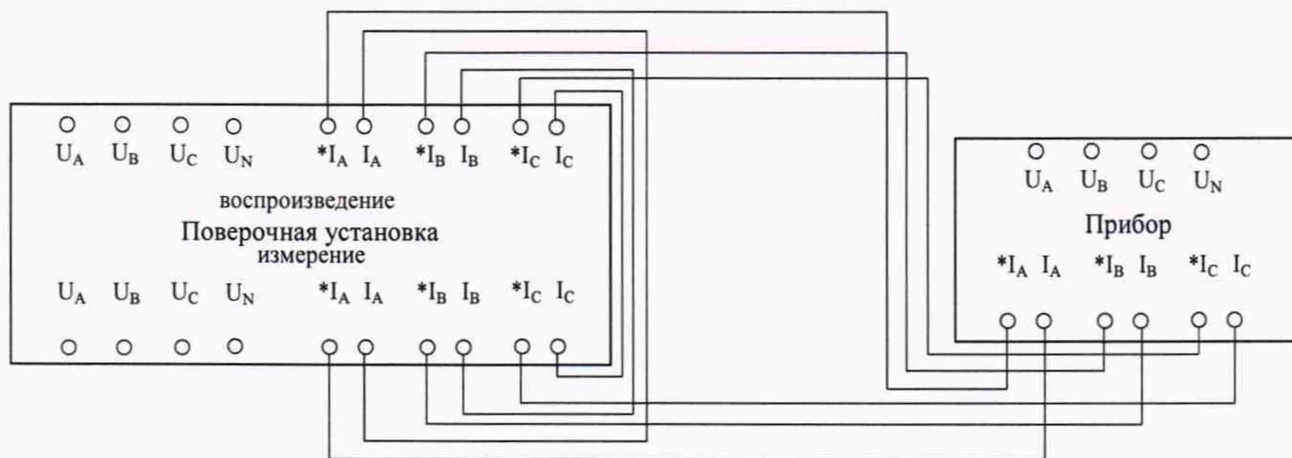 U_A U_B U_C U_N *I_A I_A *I_B I_B *I_C I_C
воспроизведение
Поверочная установка
измерение
U_A U_B U_C U_N *I_A I_A *I_B I_B *I_C I_C
U_A U_B U_C U_N
Прибор
*I_A I_A *I_B I_B *I_C I_C